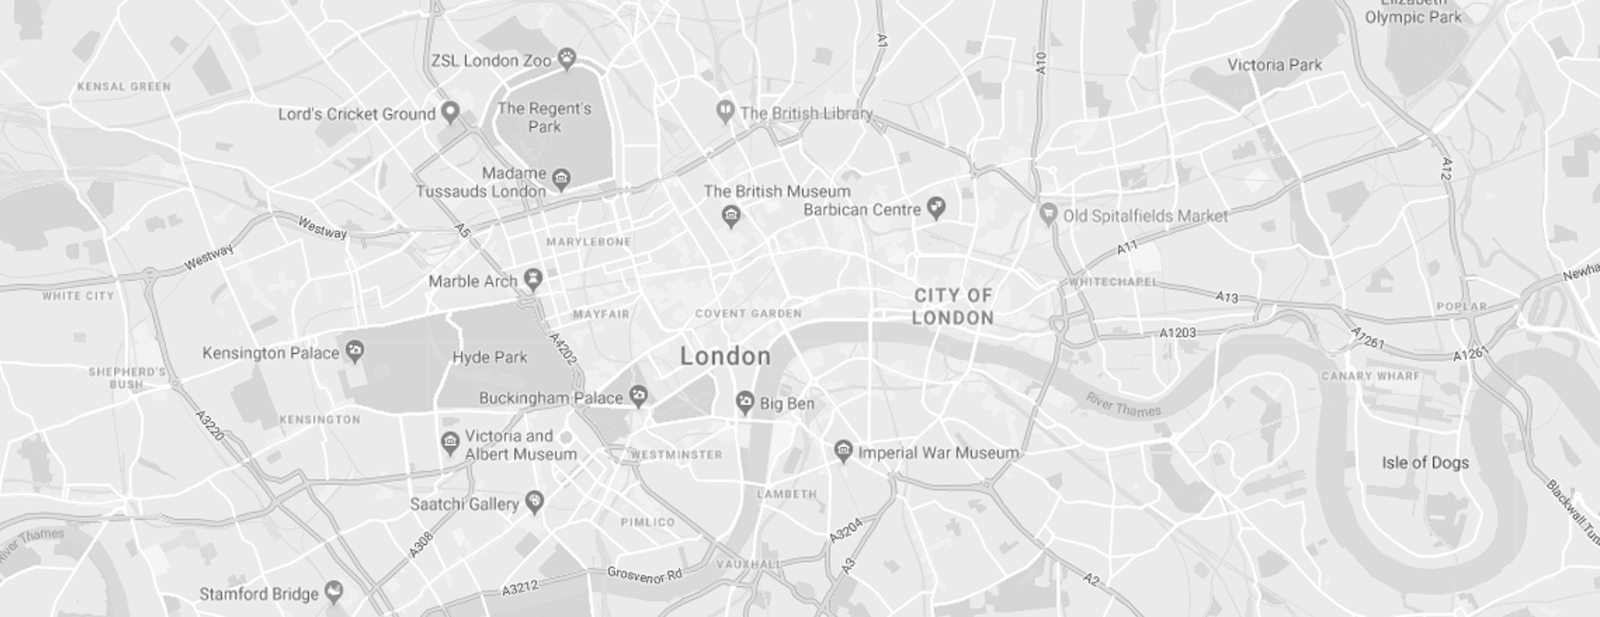 Elizabeth
Olympic Park
A1
A10
ZSL London Zoo
Victoria Park
KENSAL GREEN
Lord's Cricket Ground
The Regent's
Park
The British Library
A12
Madame
Tussauds London
The British Museum
Barbican Centre
Old Spitalfields Market
Westway
A5
MARYLEBONE
A11
Westway
Marble Arch
WHITECHAPEL
Newha
WHITE CITY
CITY OF
LONDON
A13
POPLAR
MAYFAIR
COVENT GARDEN
A1203
A1261
A4202
Kensington Palace
Hyde Park
London
A1261
SHEPHERD'S
BUSH
CANARY WHARF
Buckingham Palace
Big Ben
River Thames
A3220
KENSINGTON
Victoria and
Albert Museum
WESTMINSTER
Imperial War Museum
Isle of Dogs
LAMBETH
Saatchi Gallery
Blackwall Tun
PIMLICO
A3204
River Thames
A308
VAUXHALL
A3
Grosvenor Rd
A3212
A2
Stamford Bridge